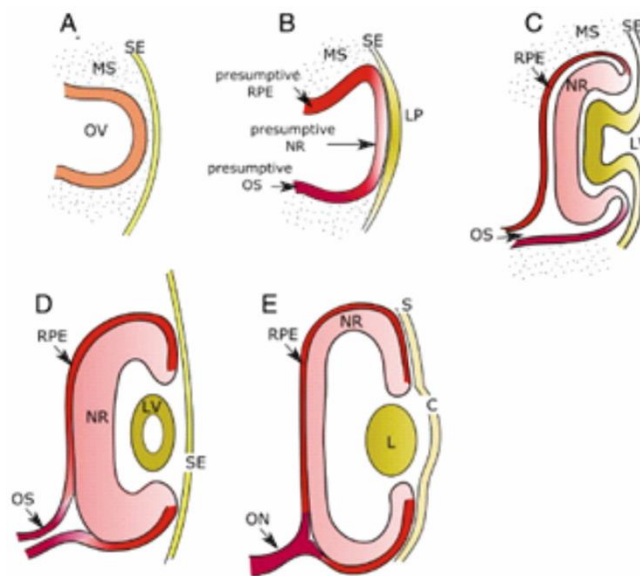 A
SE
MS
OV
B
SE
MS
presumptive
RPE
LP
presumptive
NR
presumptive
OS
C
SE
MS
RPE
NR
LV
OS
D
RPE
LV
NR
SE
OS
E
S
NR
RPE
C
L
ON